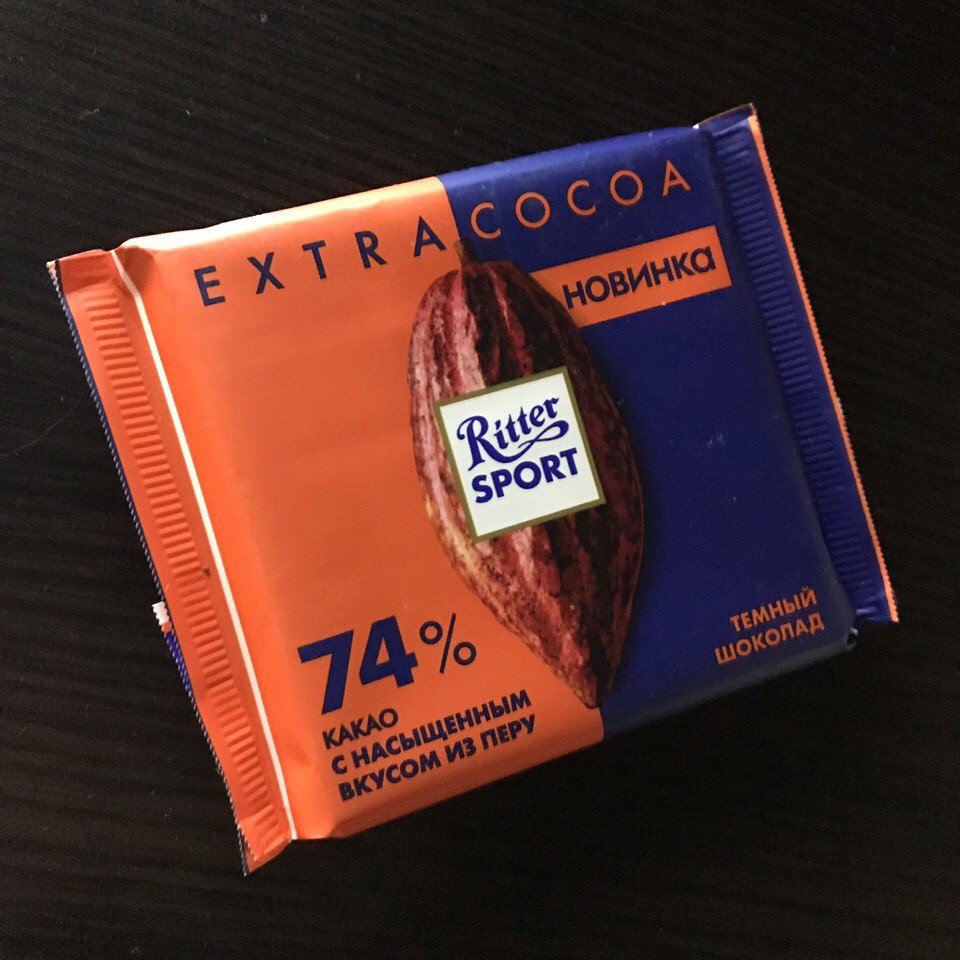 EXTRA COCOA
НОВИНКА
Ritter
SPORT
74%
КАКАО
С НАСЫЩЕННЫМ
ВКУСОМ ИЗ ПЕРУ
ТЕМНЫЙ
ШОКОЛАД